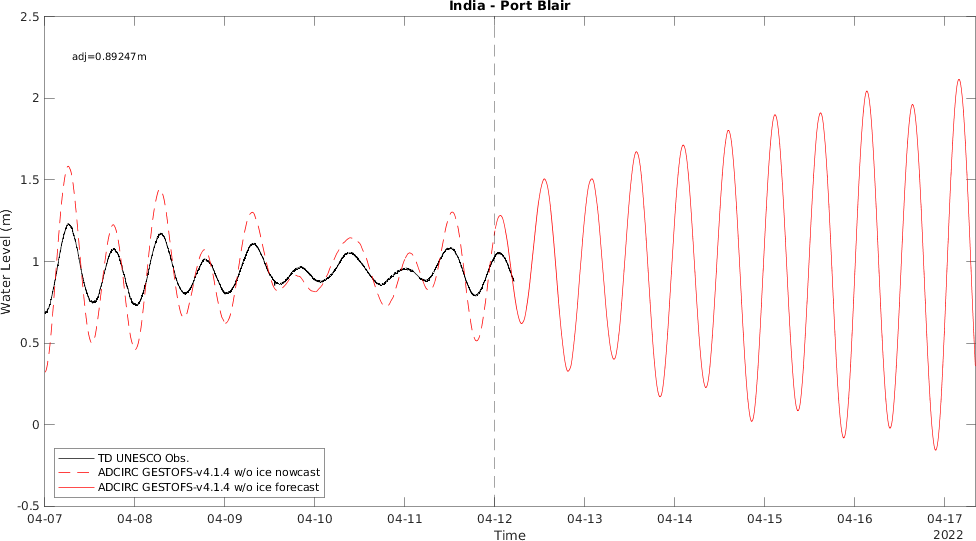 India - Port Blair
adj=0.89247m
Water Level (m)
2.5
2
1.5
1
0.5
0
-0.5
TD UNESCO Obs.
ADCIRC GESTOFS-v4.1.4 w/o ice nowcast
ADCIRC GESTOFS-v4.1.4 w/o ice forecast
04-07 04-08 04-09 04-10 04-11 04-12 04-13 04-14 04-15 04-16 04-17
Time
2022